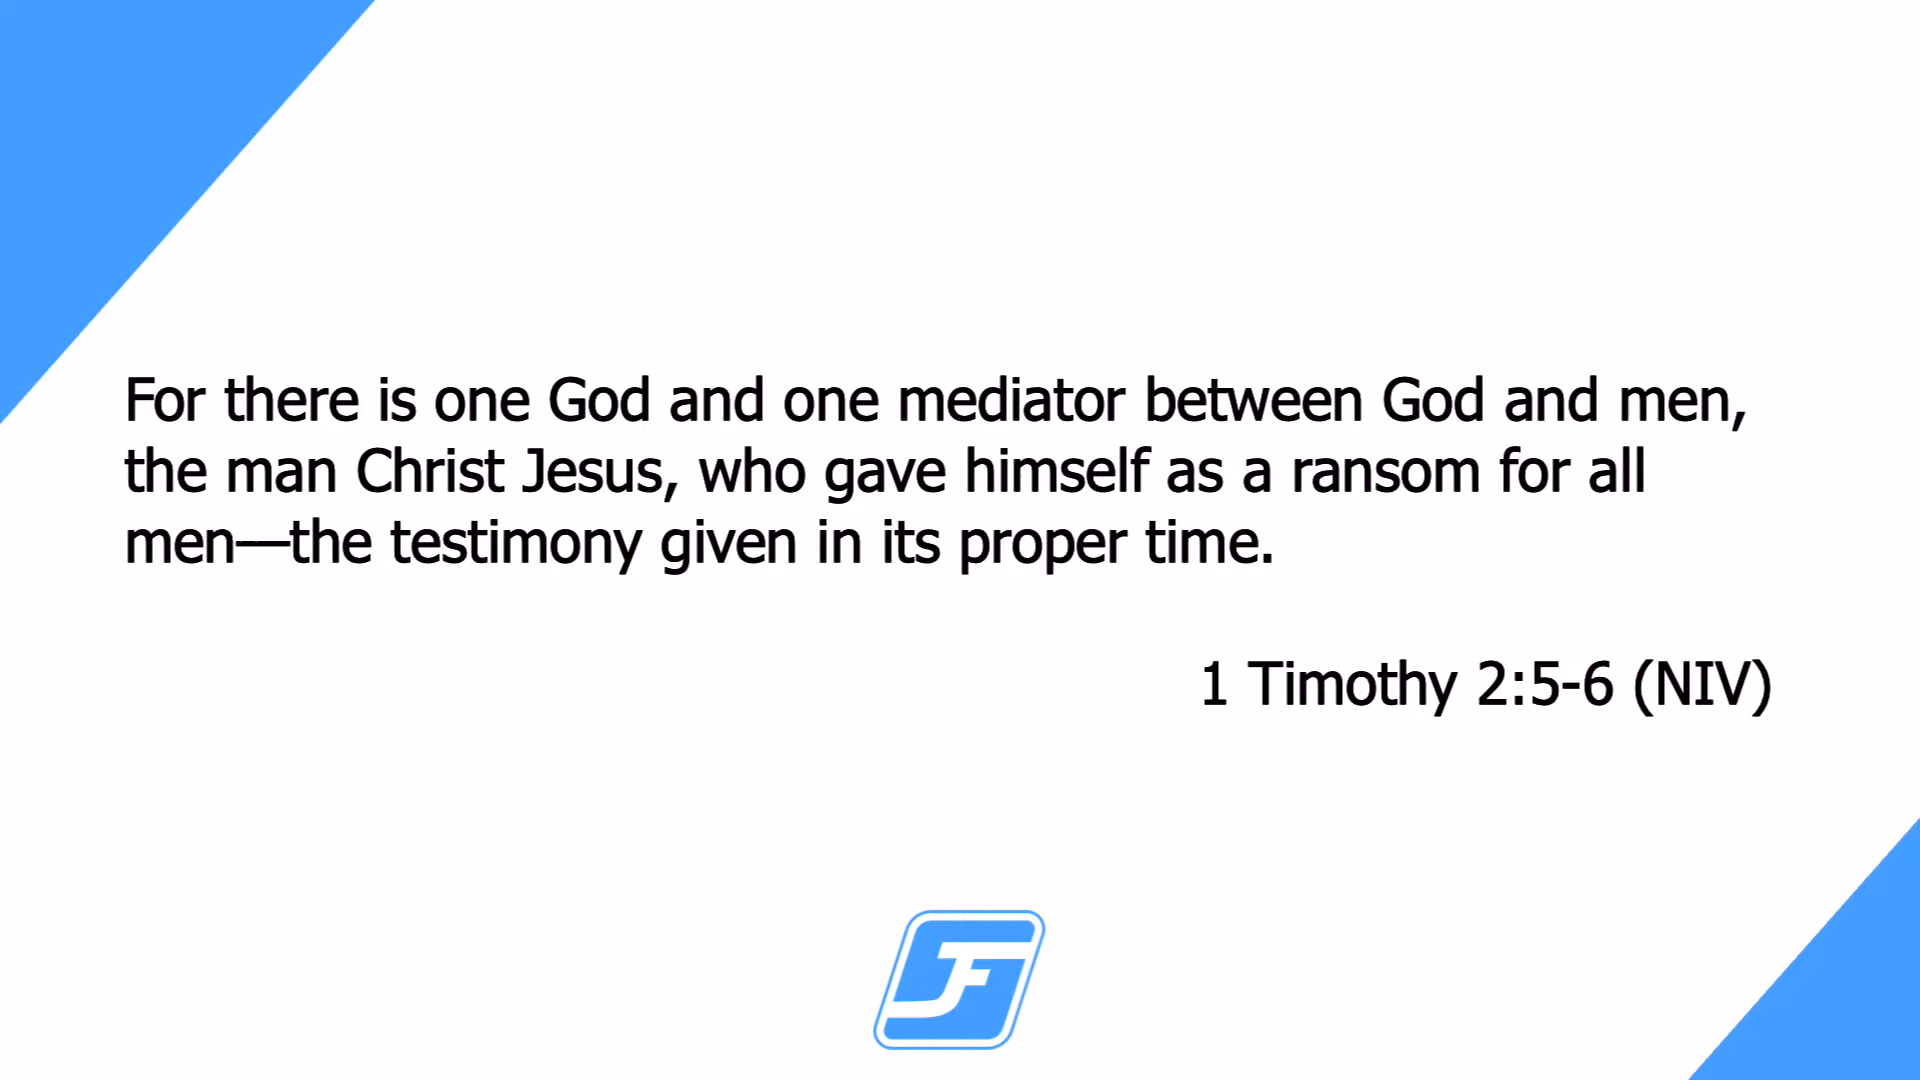 For there is one God and one mediator between God and men,
the man Christ Jesus, who gave himself as a ransom for all
men—the testimony given in its proper time.
1 Timothy 2:5-6 (NIV)
JF